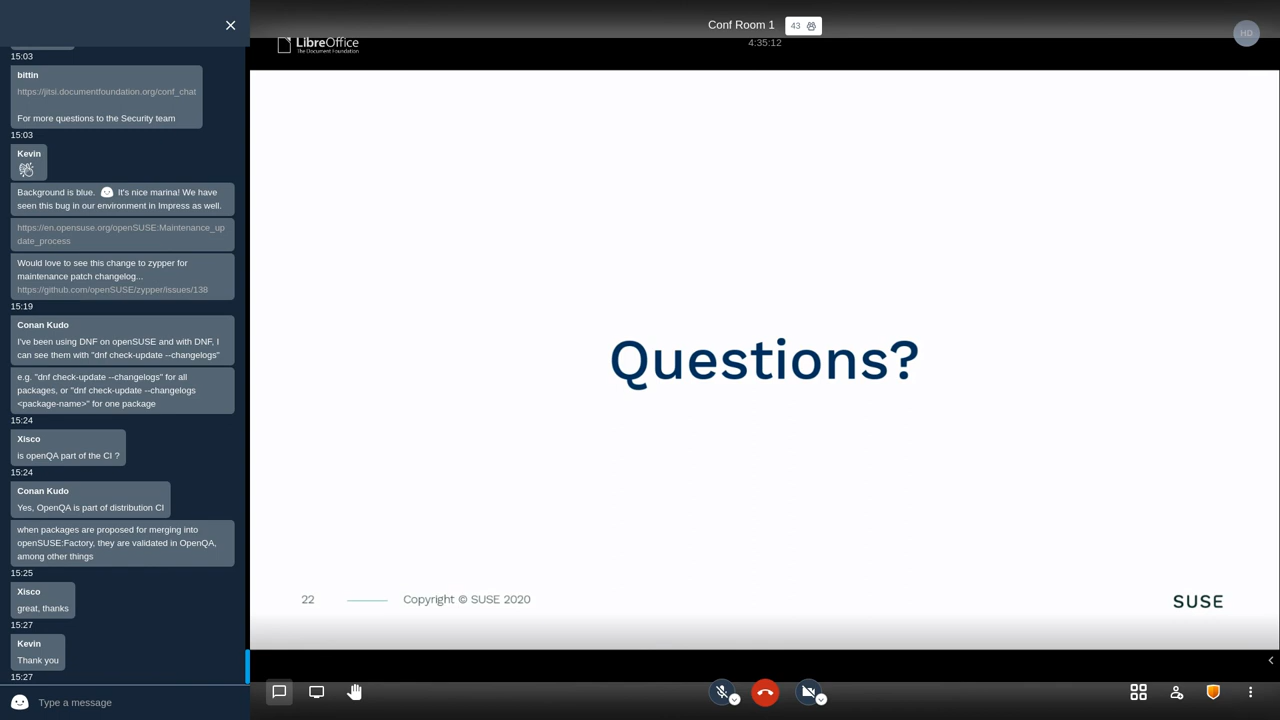 15:03
bittin
https://jitsi.documentfoundation.org/conf_chat
For more questions to the Security team
15:03
Kevin
Background is blue. It's nice marina! We have
seen this bug in our environment in Impress as well.
https://en.opensuse.org/openSUSE:Maintenance_up
date_process
Would love to see this change to zypper for
maintenance patch changelog...
https://github.com/openSUSE/zypper/issues/138
15:19
Conan Kudo
I've been using DNF on openSUSE and with DNF, I
can see them with "dnf check-update --changelogs"
e.g. "dnf check-update --changelogs" for all
packages, or "dnf check-update --changelogs
<package-name>" for one package
15:24
Xisco
is openQA part of the CI ?
15:24
Conan Kudo
Yes, OpenQA is part of distribution CI
when packages are proposed for merging into
openSUSE:Factory, they are validated in OpenQA,
among other things
15:25
Xisco
great, thanks
15:27
Kevin
Thank you
15:27
Type a message
Conf Room 1
43
4:35:12
HD
LibreOffice
The Document Foundation
Questions?
22
Copyright © SUSE 2020
SUSE